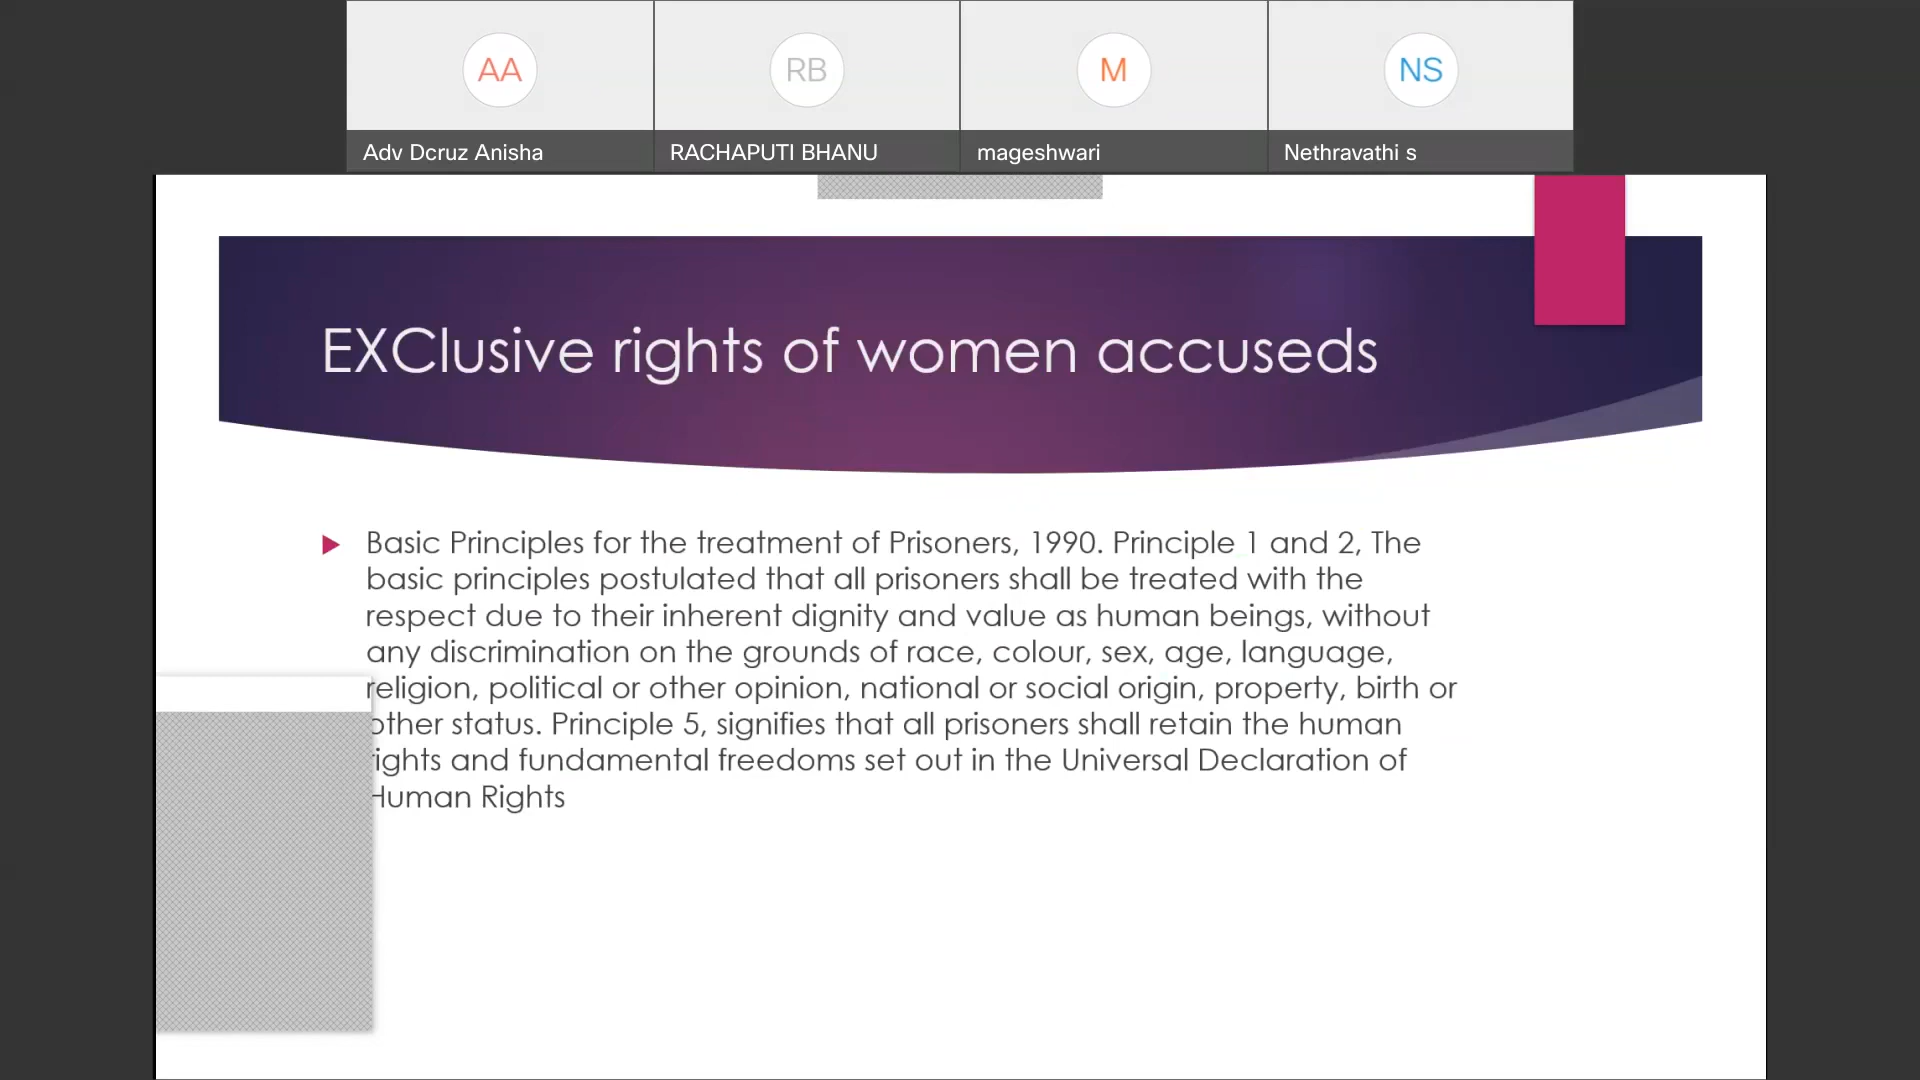 AA
RB
M
NS
Adv Dcruz Anisha
RACHAPUTI BHANU
mageshwari
Nethravathi s
EXClusive rights of women accuseds
Basic Principles for the treatment of Prisoners, 1990. Principle 1 and 2, The
basic principles postulated that all prisoners shall be treated with the
respect due to their inherent dignity and value as human beings, without
any discrimination on the grounds of race, colour, sex, age, language,
religion, political or other opinion, national or social origin, property, birth or
other status. Principle 5, signifies that all prisoners shall retain the human
rights and fundamental freedoms set out in the Universal Declaration of
Human Rights